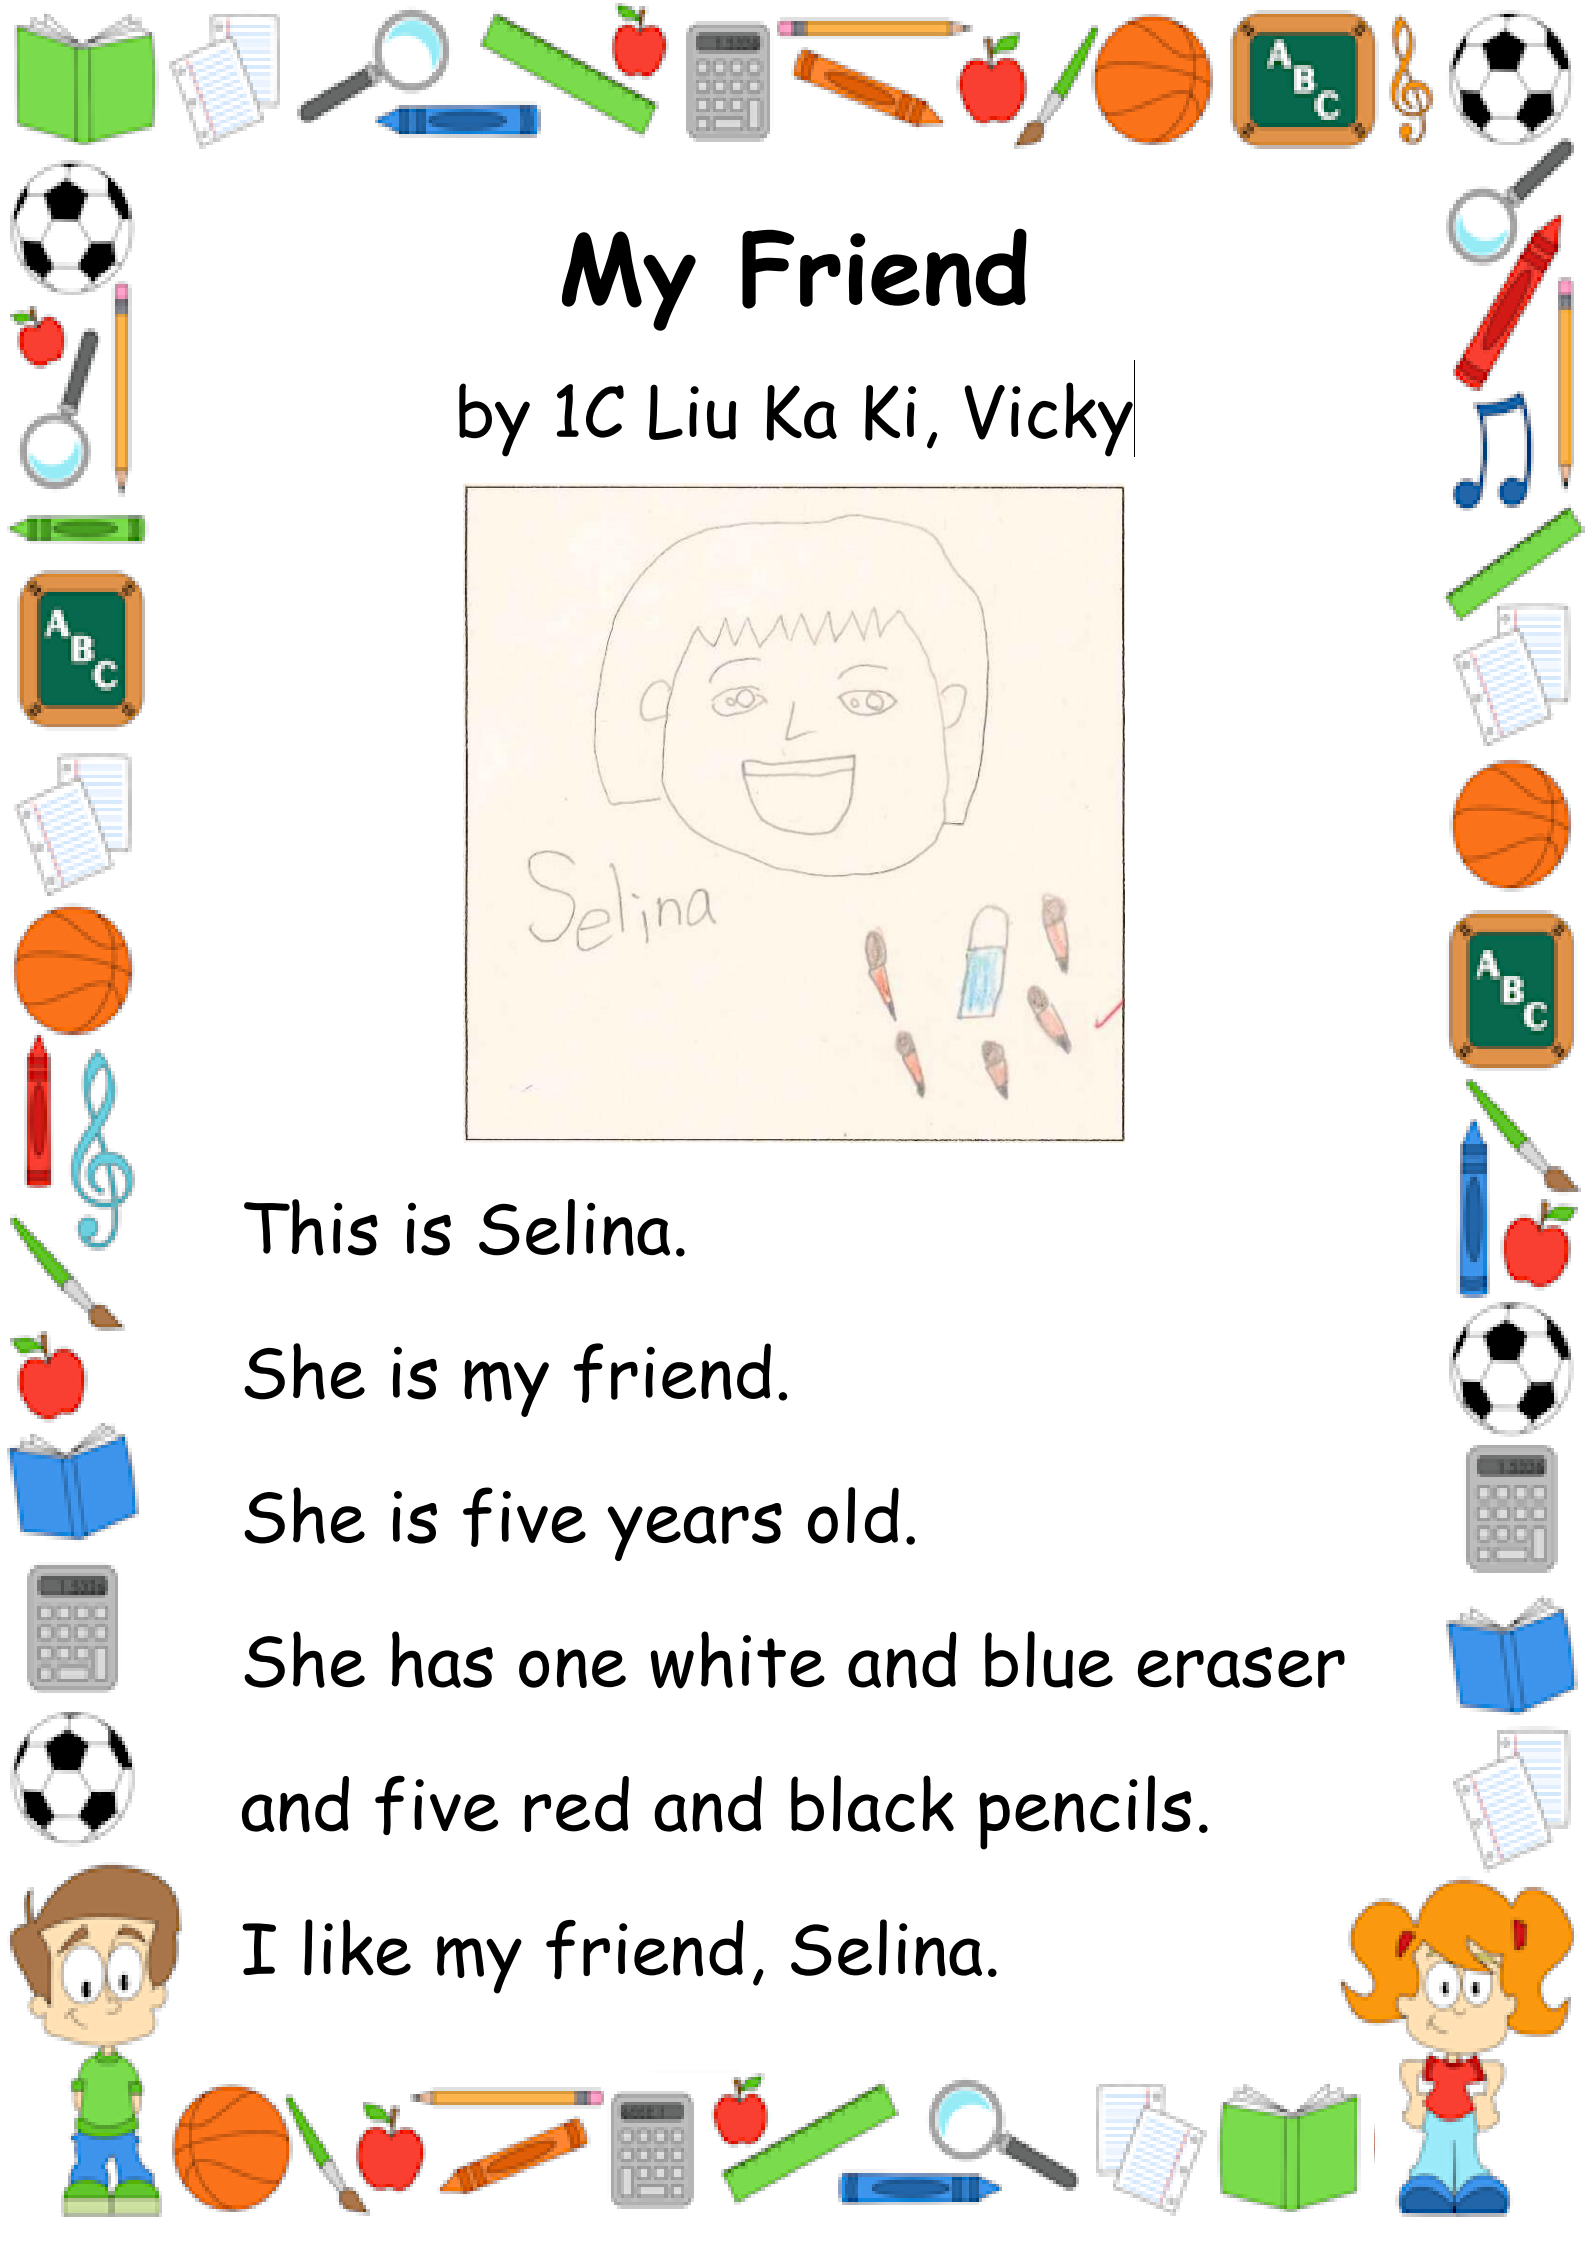 A
B
C
My Friend
by 1C Liu Ka Ki, Vicky
A
B
C
Selina
A
B
C
This is Selina.
She is my friend.
She is five years old.
She has one white and blue eraser
and five red and black pencils.
I like my friend, Selina.